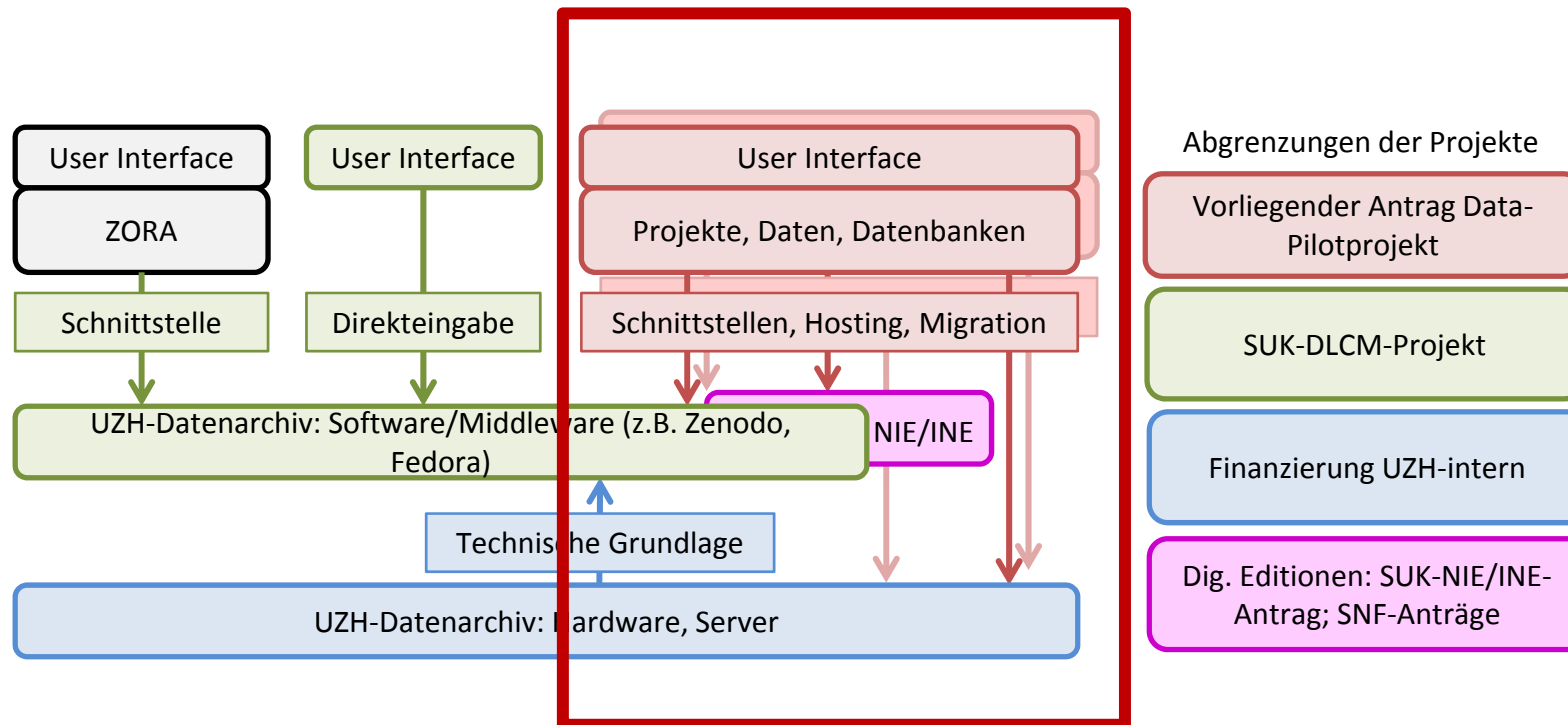 User Interface
ZORA
Schnittstelle
User Interface
Direkteingabe
User Interface
Projekte, Daten, Datenbanken
Schnittstellen, Hosting, Migration
UZH-Datenarchiv: Software/Middleware (z.B. Zenodo,
Fedora)
NIE/INE
Technische Grundlage
UZH-Datenarchiv: Hardware, Server
Abgrenzungen der Projekte
Vorliegender Antrag Data-
Pilotprojekt
SUK-DLCM-Projekt
Finanzierung UZH-intern
Dig. Editionen: SUK-NIE/INE-
Antrag; SNF-Anträge